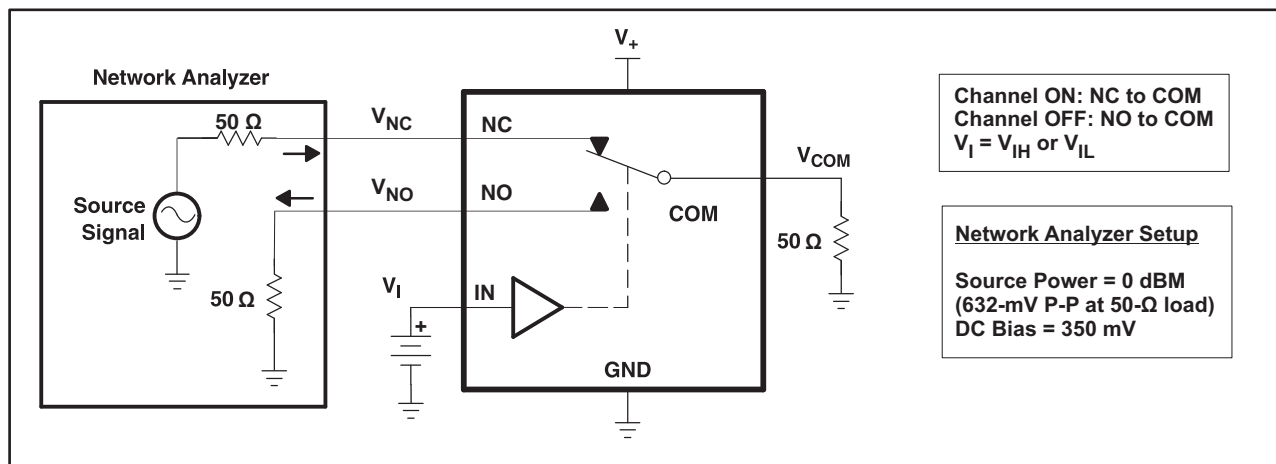 V+
Network Analyzer
50 Ω
VNC
NC
Channel ON: NC to COM
Channel OFF: NO to COM
VI = VIH or VIL
VCOM
VNO
NO
COM
Source
Signal
50 Ω
50 Ω
VI
IN
+
GND
Network Analyzer Setup
Source Power = 0 dBM
(632-mV P-P at 50-Ω load)
DC Bias = 350 mV